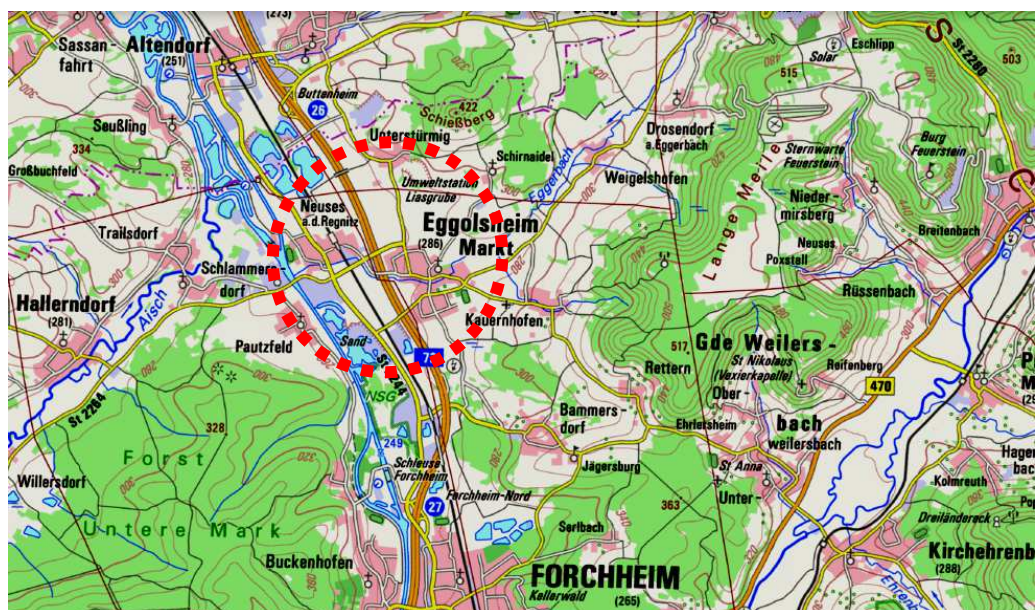 (273)
Sassan-
fahrt
Altendorf
(251)
Buttenheim
26
Seußling
334
Großbuchfeld
422
Schießberg
Unterstürmig
Schirnaidel
300
Umweltstation
Liasgrube
Eggerbach
Neuses
a.d.Regnitz
Eggolsheim
Markt
(286)
280
Trailsdorf
Schlammers-
dorf
Hallerndorf
(281)
Aisch
Pautzfeld
Sand-
Kauernhofen
NSG
St 2264
328
Forst
Untere Mark
Willersdorf
249
Schleuse
Forchheim
Forchheim-Nord
27
Buckenhofen
FORCHHEIM
Kellerwald
(265)
Serlbach
Jägersburg
Bammers-
dorf
Rettern
517
363
Drosendorf
a.Eggerbach
Weigelshofen
Lange Meile
515
Solar
Eschlipp
St 2260
503
Sternwarte
Feuerstein
Burg
Feuerstein
Nieder-
mirsberg
Neuses
Poxstall
Breitenbach
Rüssenbach
Gde Weilers-
bach
St Nikolaus
(Vexierkapelle)
Reifenberg
470
Ober-
weilersbach
Ehrlersheim
St Anna
Unter-
Hagen
bach
Kolmreuth
Dreiländereck
Kirchehrenb
(288)